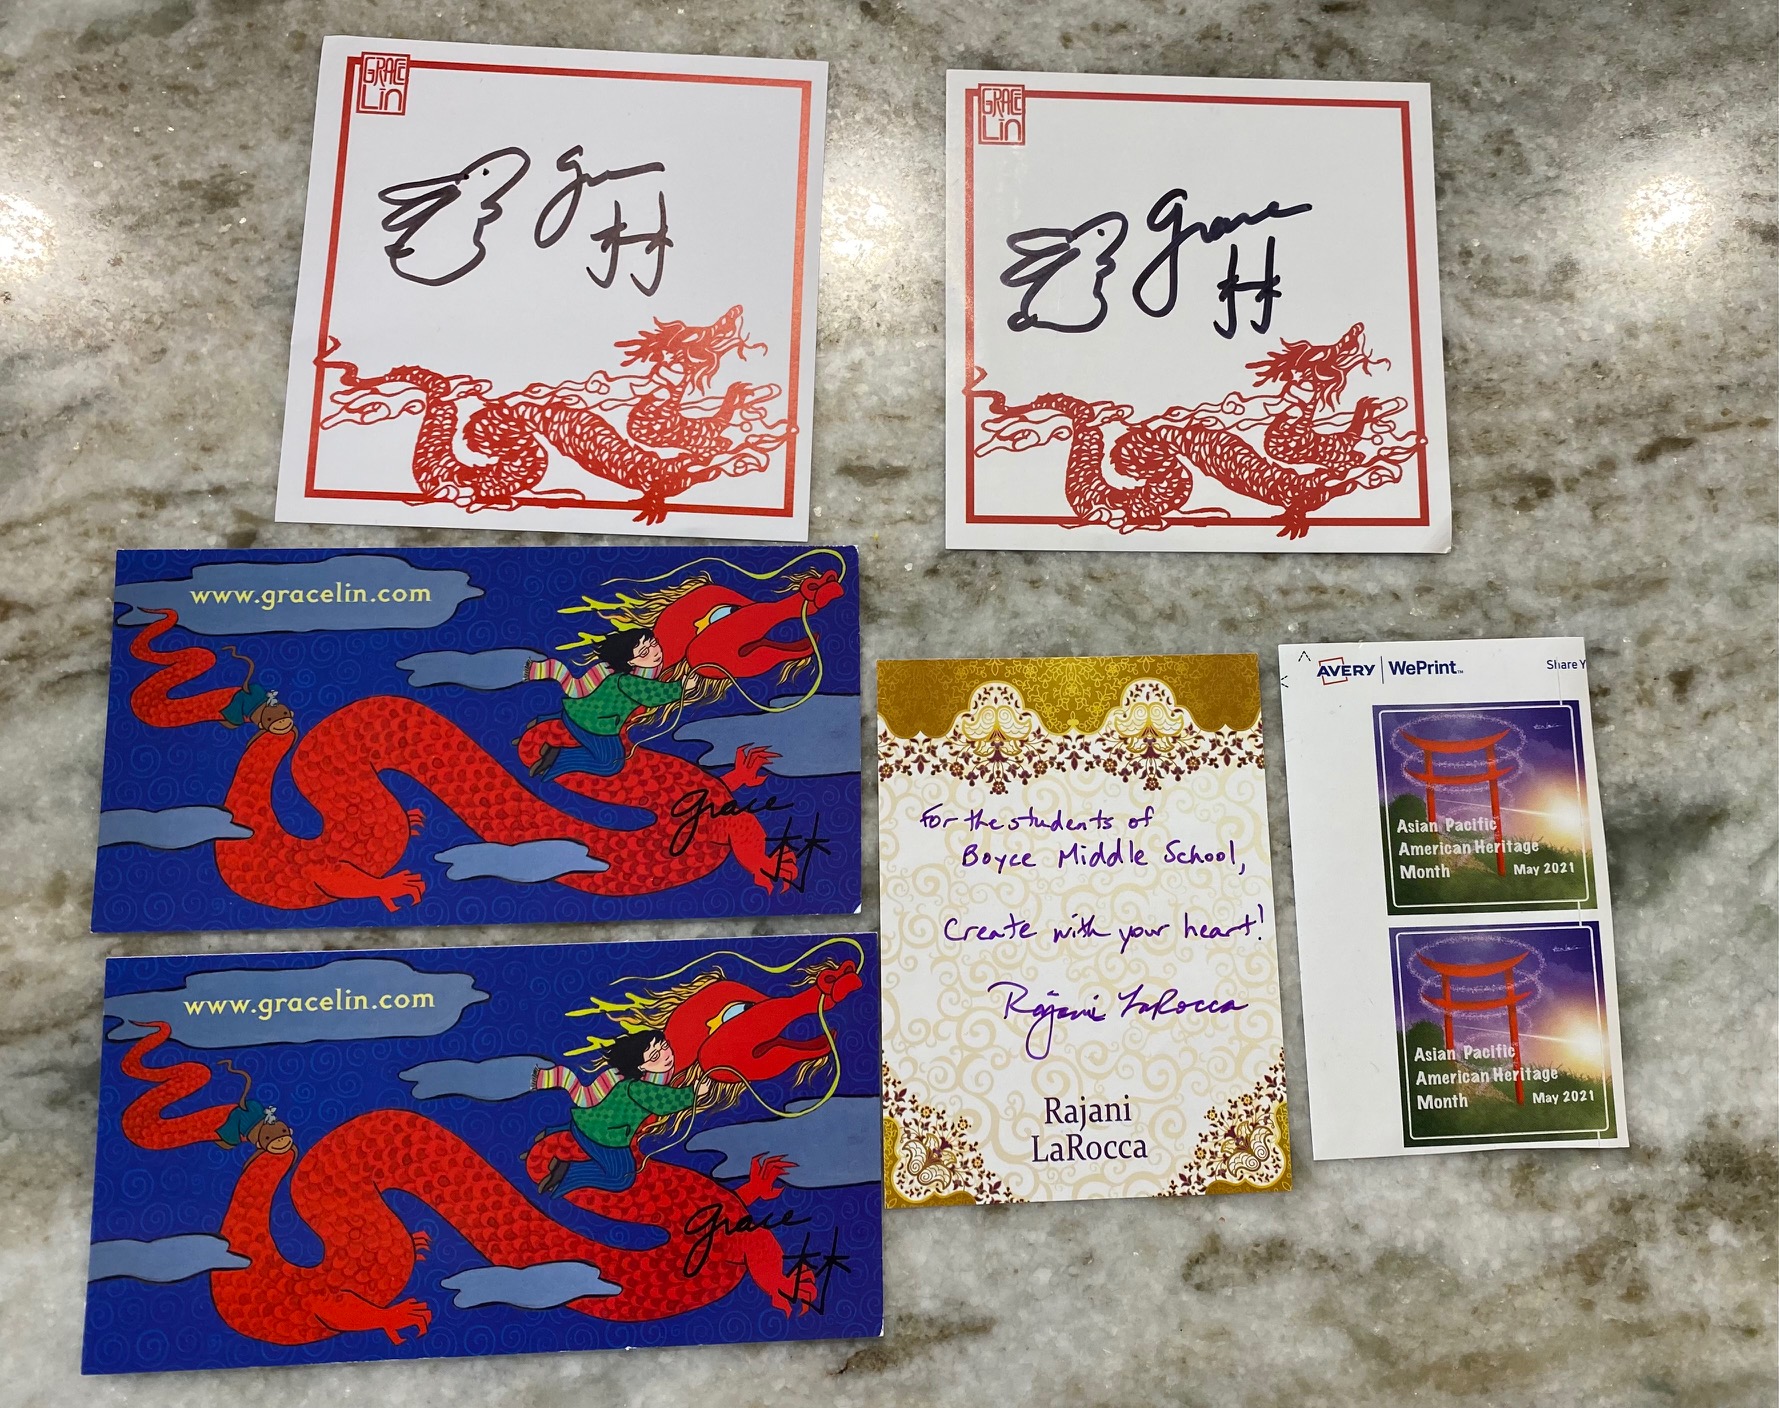 GRACE
Lin
Grace
林
GRACE
Lin
Grace
林
www.gracelin.com
Grace
林
www.gracelin.com
Grace
林
For the students of
Boyce Middle School,
Create with your heart!
Rajani LaRocca
Rajani
LaRocca
AVERY WePrint™
Share Y
Asian Pacific
American Heritage
Month May 2021
Asian Pacific
American Heritage
Month May 2021